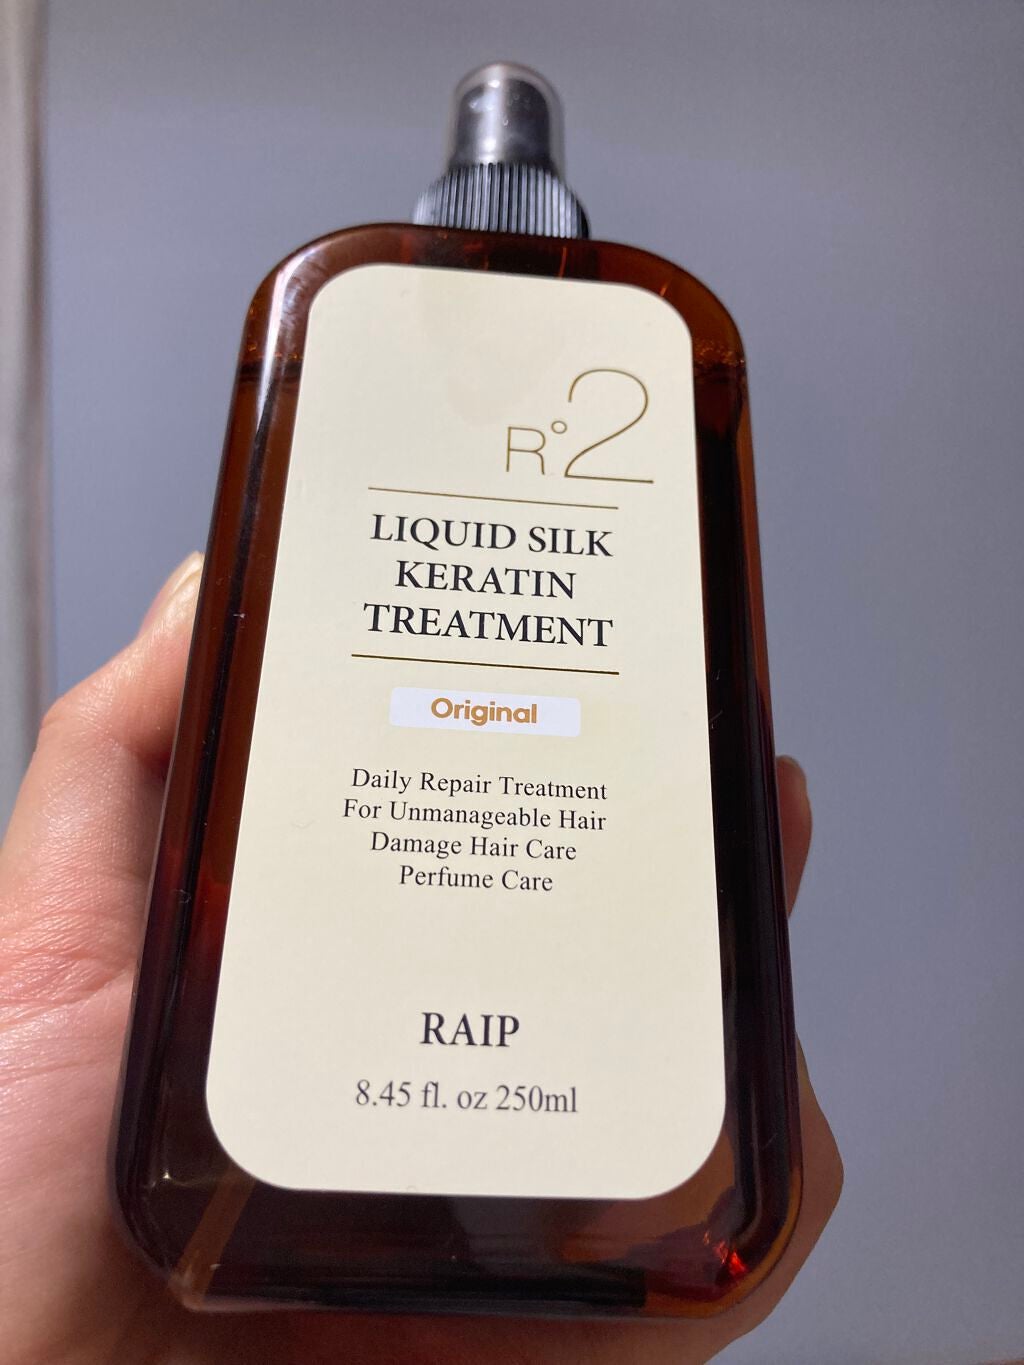 R°2
LIQUID SILK
KERATIN
TREATMENT
Original
Daily Repair Treatment
For Unmanageable Hair
Damage Hair Care
Perfume Care
RAIP
8.45 fl. oz 250ml